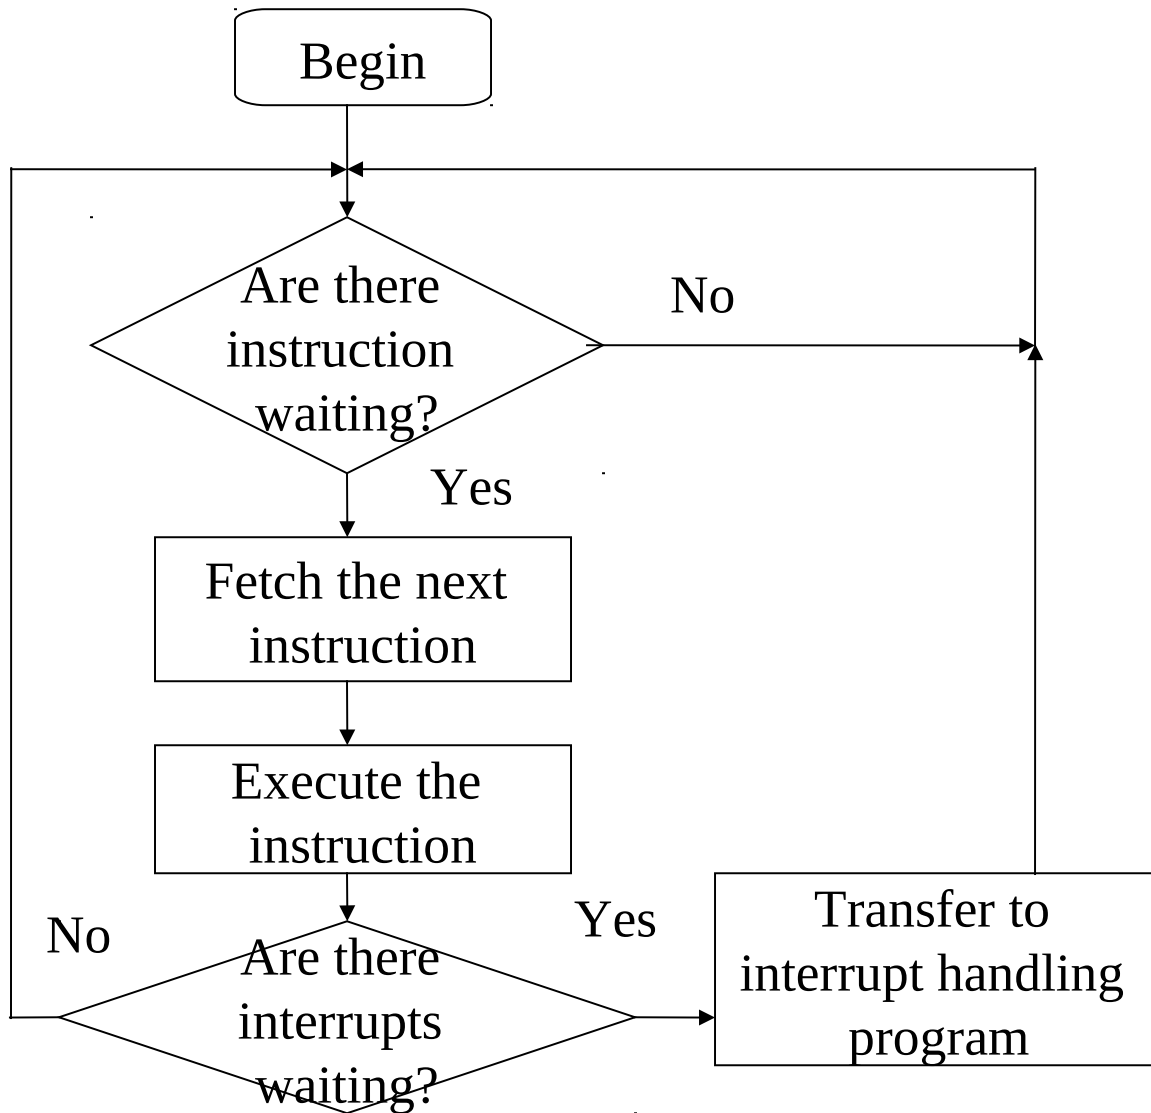 Begin
Are there
instruction
waiting?
No
Yes
Fetch the next
instruction
Execute the
instruction
No
Are there
interrupts
waiting?
Yes
Transfer to
interrupt handling
program